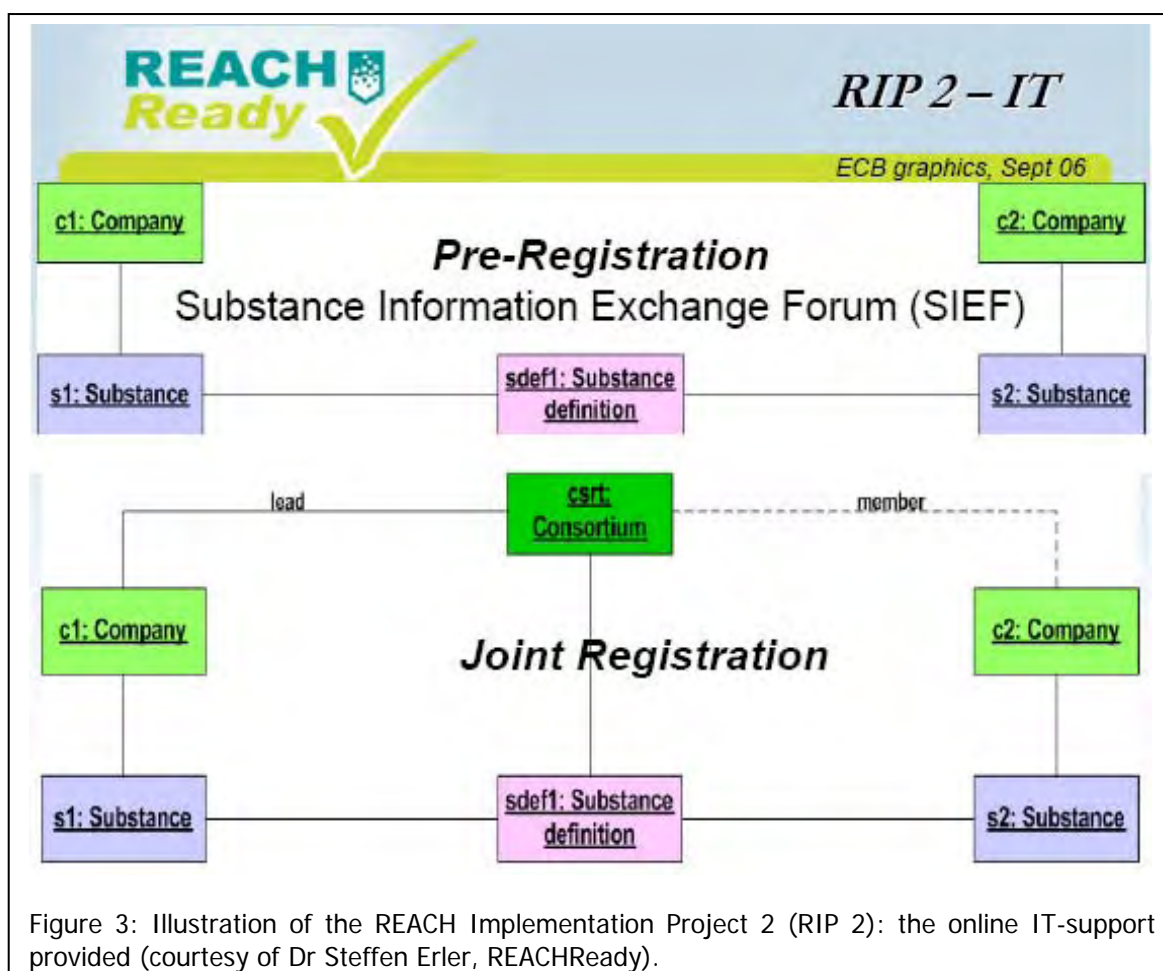 REACH
Ready
RIP 2 – IT
ECB graphics, Sept 06
c1: Company
c2: Company
Pre-Registration
Substance Information Exchange Forum (SIEF)
s1: Substance
sdef1: Substance
definition
s2: Substance
lead
csrt:
Consortium
member
c1: Company
c2: Company
Joint Registration
s1: Substance
sdef1: Substance
definition
s2: Substance
Figure 3: Illustration of the REACH Implementation Project 2 (RIP 2): the online IT-support
provided (courtesy of Dr Steffen Erler, REACHReady).